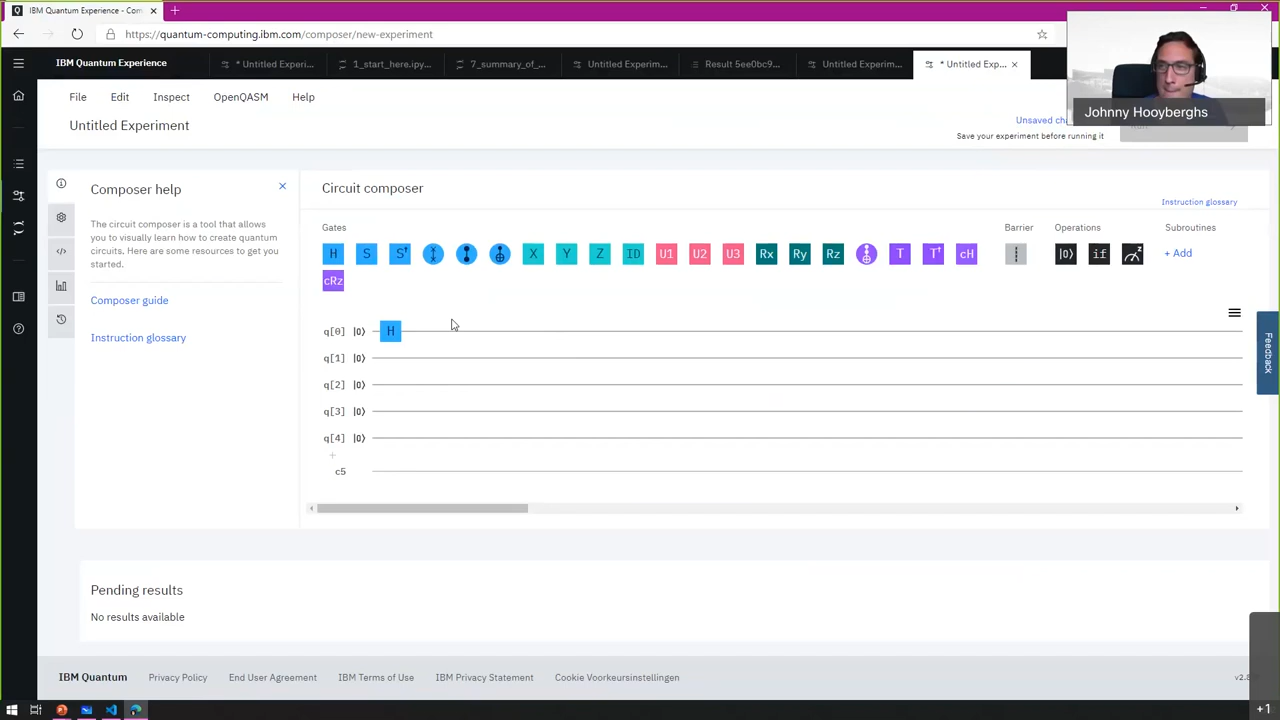 IBM Quantum Experience - Com
https://quantum-computing.ibm.com/composer/new-experiment
IBM Quantum Experience
* Untitled Experi...
1_start_here.ipyb...
7_summary_of_...
Untitled Experim...
Result 5ee0bc9...
Untitled Experim...
* Untitled Exp...
Johnny Hooyberghs
File Edit Inspect OpenQASM Help
Untitled Experiment
Unsaved cha
Save your experiment before running it
Composer help
The circuit composer is a tool that allows
you to visually learn how to create quantum
circuits. Here are some resources to get you
started.
Composer guide
Instruction glossary
Circuit composer
Instruction glossary
Gates
Barrier
Operations
Subroutines
H S S† X Y Z ID U1 U2 U3 Rx Ry Rz T T† cH
|0⟩ if z
+ Add
cRz
q[0] |0⟩ H
q[1] |0⟩
q[2] |0⟩
q[3] |0⟩
q[4] |0⟩
+
c5
Feedback
Pending results
No results available
IBM Quantum Privacy Policy End User Agreement IBM Terms of Use IBM Privacy Statement Cookie Voorkeursinstellingen
+1